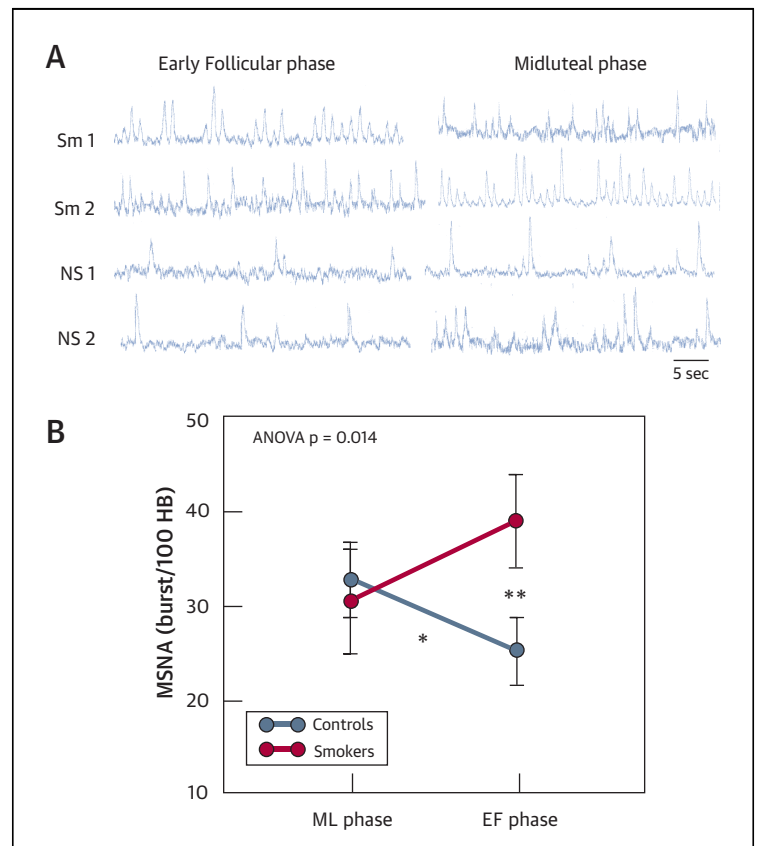 A
Early Follicular phase Midluteal phase
Sm 1
Sm 2
NS 1
NS 2
5 sec
B
50
ANOVA p = 0.014
40
30
20
10
MSNA (burst/100 HB)
**
*
Controls
Smokers
ML phase EF phase